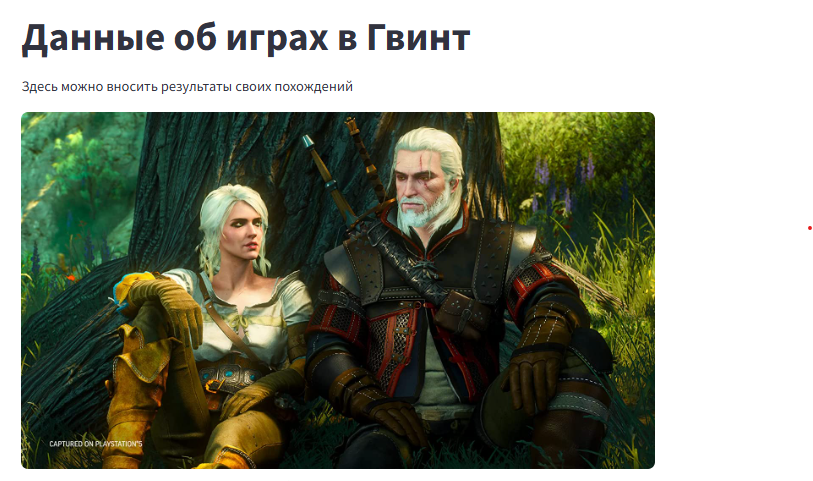 Данные об играх в Гвинт
Здесь можно вносить результаты своих похождений
CAPTURED ON PLAYSTATION®5